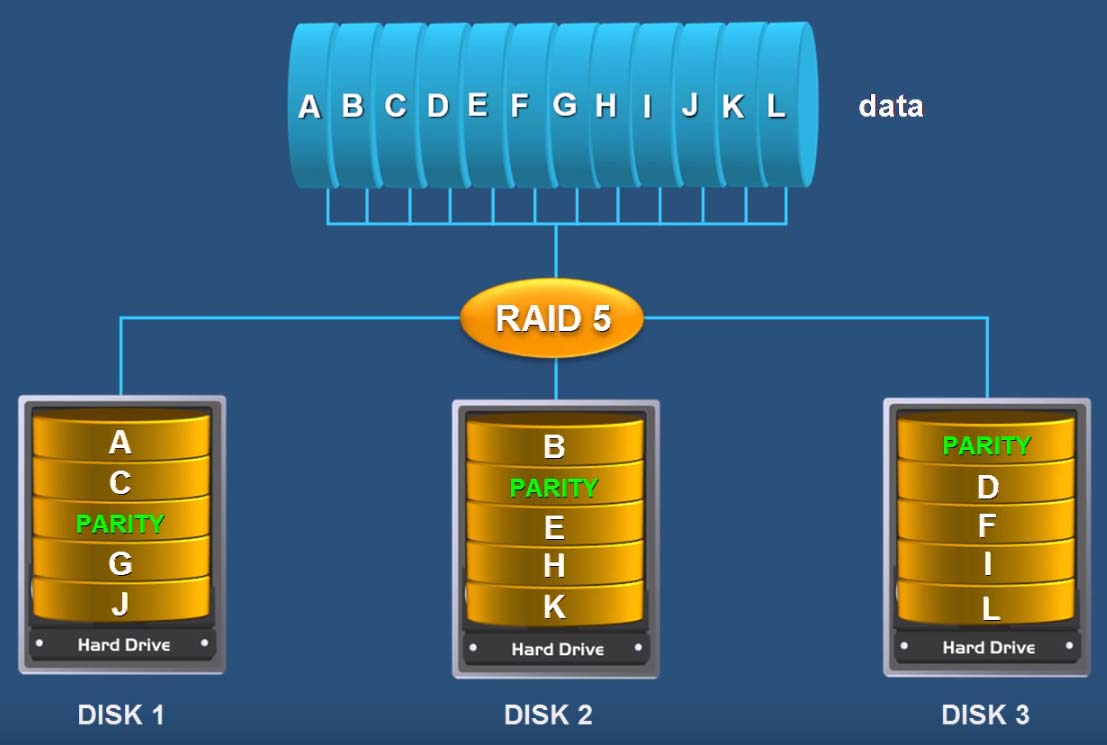 A B C D E F G H I J K L
data
RAID 5
A
C
PARITY
G
J
Hard Drive
DISK 1
B
PARITY
E
H
K
Hard Drive
DISK 2
PARITY
D
F
I
L
Hard Drive
DISK 3